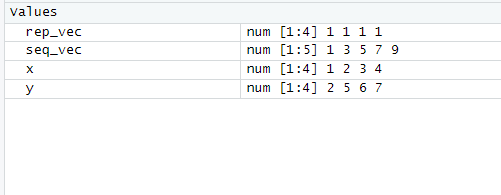 Values
rep_vec num [1:4] 1 1 1 1
seq_vec num [1:5] 1 3 5 7 9
x num [1:4] 1 2 3 4
y num [1:4] 2 5 6 7